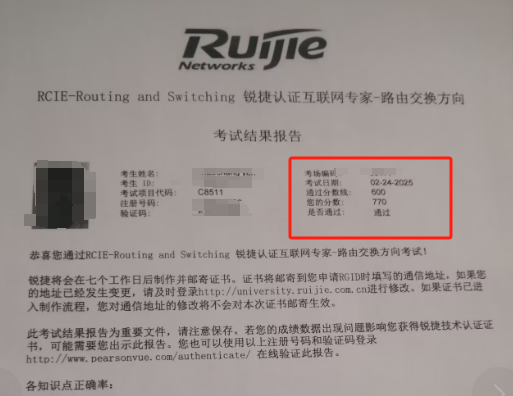 Ruijie
Networks
RCIE-Routing and Switching 锐捷认证互联网专家-路由交换方向
考试结果报告
考生姓名:
考生 ID:
考试项目代码: C8511
注册号码:
验证码:
考场编码:
考试日期: 02-24-2025
通过分数线: 600
您的分数: 770
是否通过: 通过
恭喜您通过RCIE-Routing and Switching 锐捷认证互联网专家-路由交换方向考试!
锐捷将会在七个工作日后制作并邮寄证书。证书将邮寄到您申请RGID时填写的通信地址，如果您
的地址已经发生变更，请及时登录http://university.ruijie.com.cn进行修改。如果证书已进
入制作流程，您对通信地址的修改将不会对本次证书邮寄生效。
此考试结果报告为重要文件，请注意保存。若您的成绩数据出现问题影响您获得锐捷技术认证证
书，可能需要您出示此报告。您也可以使用以上注册号码和验证码登录
http://www.pearsonvue.com/authenticate/ 在线验证此报告。
各知识点正确率: